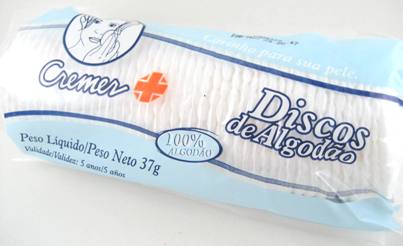 Carinho para sua pele.
Cremer
Discos
de Algodão
100%
ALGODÃO
Peso Líquido/Peso Neto 37g
Validade/Validez: 5 anos/5 años